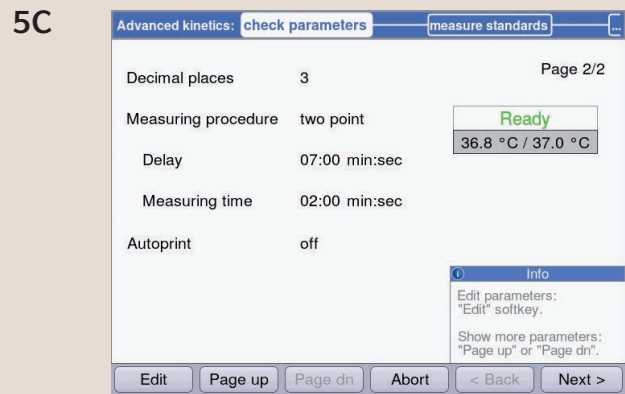 5C
Advanced kinetics: check parameters measure standards ...
Page 2/2
Decimal places 3
Ready
Measuring procedure two point
36.8 °C / 37.0 °C
Delay 07:00 min:sec
Measuring time 02:00 min:sec
Autoprint off
Info
Edit parameters:
"Edit" softkey.
Show more parameters:
"Page up" or "Page dn".
Edit Page up Page dn Abort < Back Next >